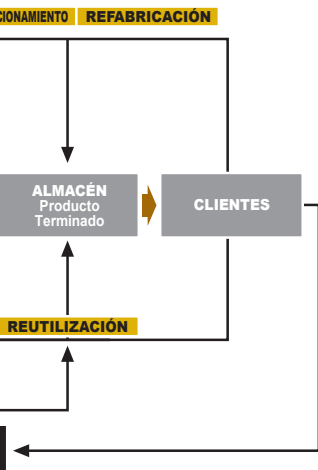 REFABRICACIÓN
ALMACÉN
Producto
Terminado
CLIENTES
REUTILIZACIÓN